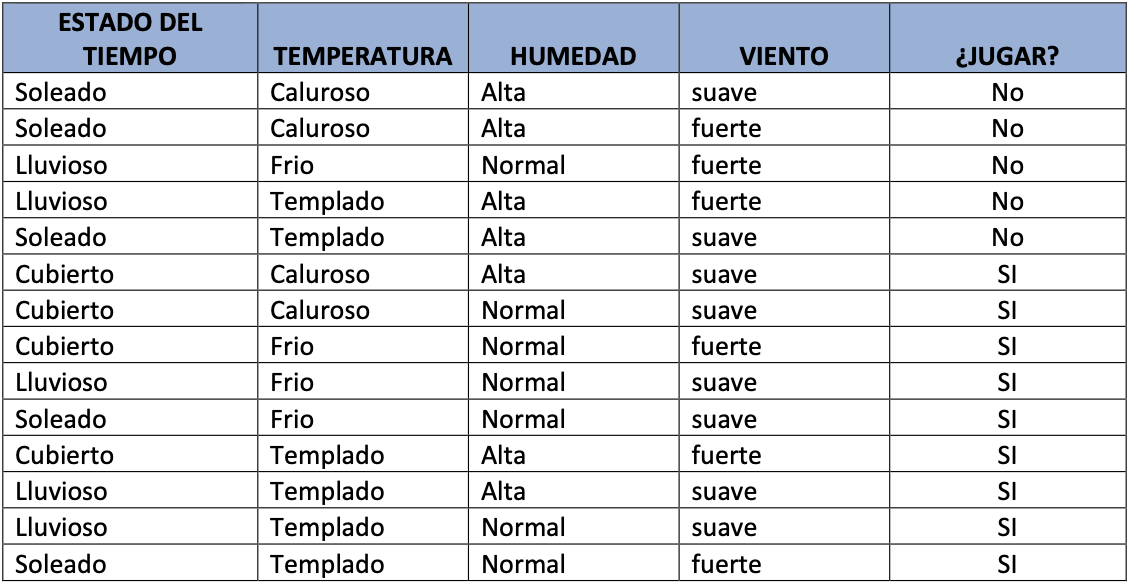 ESTADO DEL TIEMPO TEMPERATURA HUMEDAD VIENTO ¿JUGAR?
Soleado Caluroso Alta suave No
Soleado Caluroso Alta fuerte No
Lluvioso Frio Normal fuerte No
Lluvioso Templado Alta fuerte No
Soleado Templado Alta suave No
Cubierto Caluroso Alta suave SI
Cubierto Caluroso Normal suave SI
Cubierto Frio Normal fuerte SI
Lluvioso Frio Normal suave SI
Soleado Frio Normal suave SI
Cubierto Templado Alta fuerte SI
Lluvioso Templado Alta suave SI
Lluvioso Templado Normal suave SI
Soleado Templado Normal fuerte SI